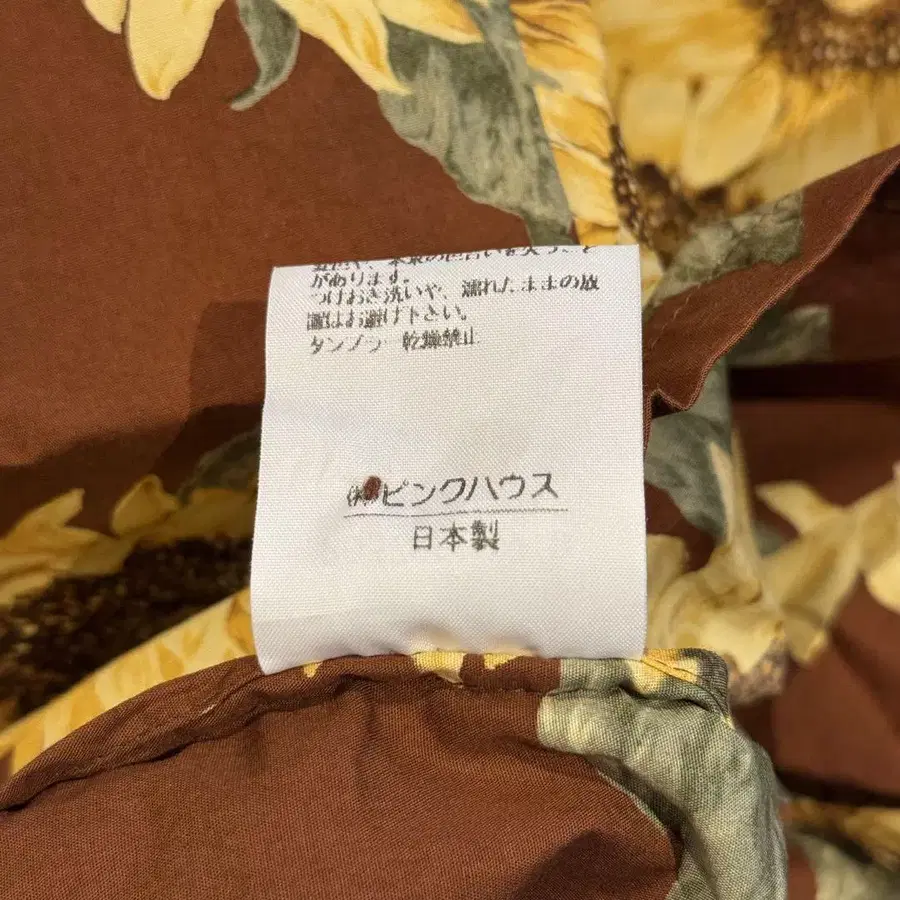 があります。
つけおき洗いや、濡れたままの放
置はお避け下さい。
タンブラー乾燥禁止
(株)ピンクハウス
日本製